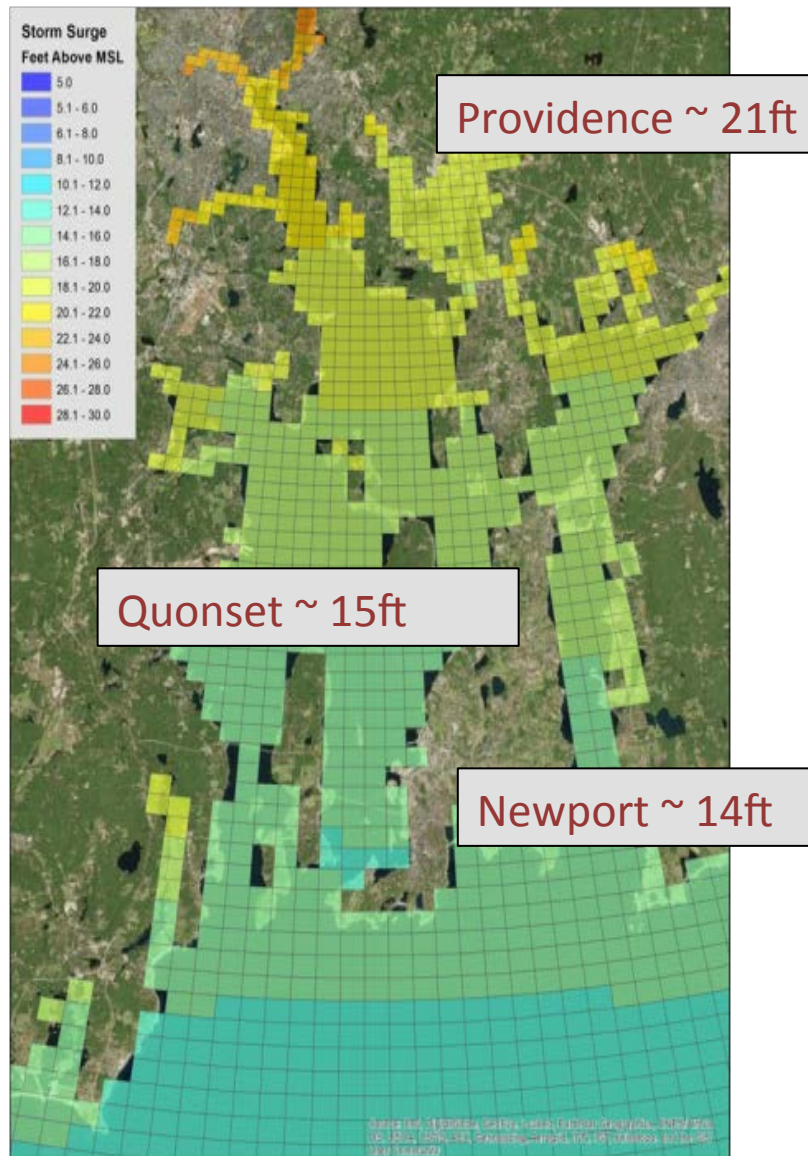 Storm Surge
Feet Above MSL
5.0
5.1 - 6.0
6.1 - 8.0
8.1 - 10.0
10.1 - 12.0
12.1 - 14.0
14.1 - 16.0
16.1 - 18.0
18.1 - 20.0
20.1 - 22.0
22.1 - 24.0
24.1 - 26.0
26.1 - 28.0
28.1 - 30.0
Providence ~ 21ft
Quonset ~ 15ft
Newport ~ 14ft